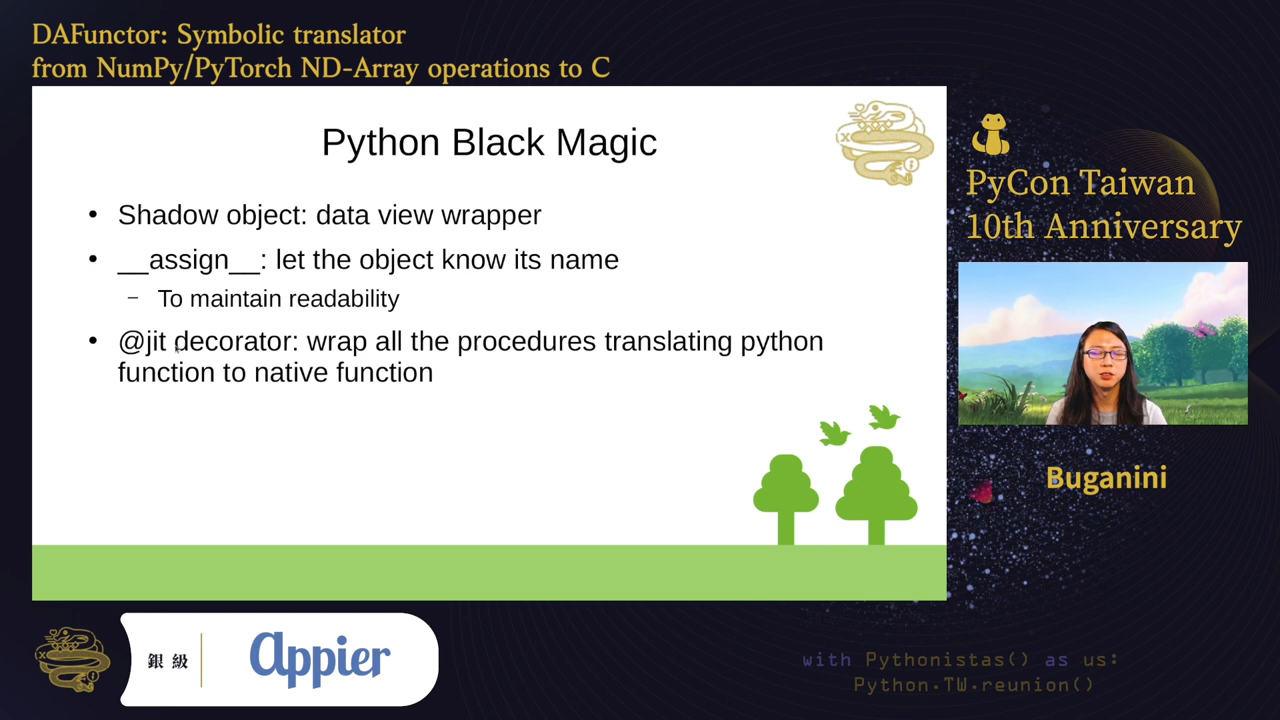 DAFunctor: Symbolic translator
from NumPy/PyTorch ND-Array operations to C
Python Black Magic
• Shadow object: data view wrapper
• __assign__: let the object know its name
– To maintain readability
• @jit decorator: wrap all the procedures translating python
function to native function
PyCon Taiwan
10th Anniversary
Buganini
銀級
Appier
with Pythonistas() as us:
Python.TW.reunion()